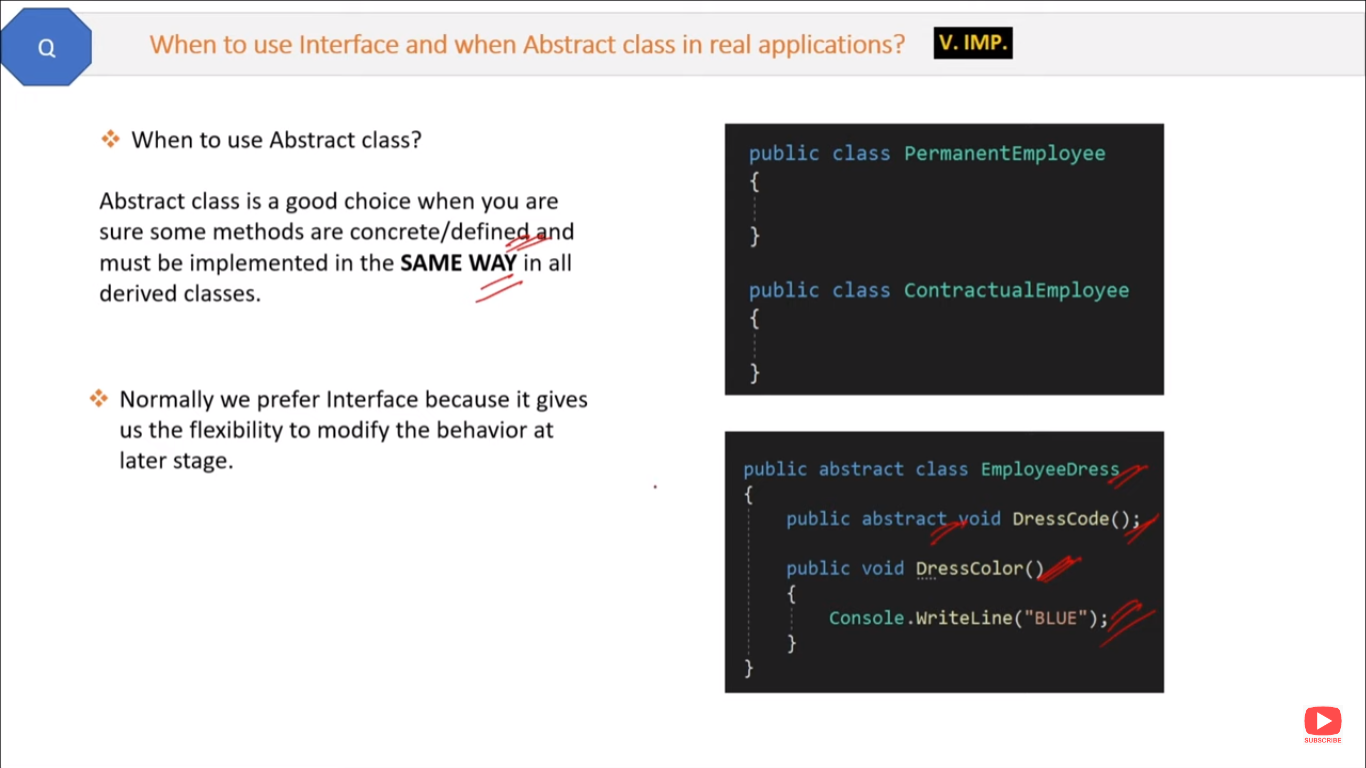 Q
When to use Interface and when Abstract class in real applications?
V. IMP.
When to use Abstract class?
Abstract class is a good choice when you are
sure some methods are concrete/defined and
must be implemented in the SAME WAY in all
derived classes.
Normally we prefer Interface because it gives
us the flexibility to modify the behavior at
later stage.
public class PermanentEmployee
{
}
public class ContractualEmployee
{
}
public abstract class EmployeeDress
{
public abstract void DressCode();
public void DressColor()
{
Console.WriteLine("BLUE");
}
}
SUBSCRIBE